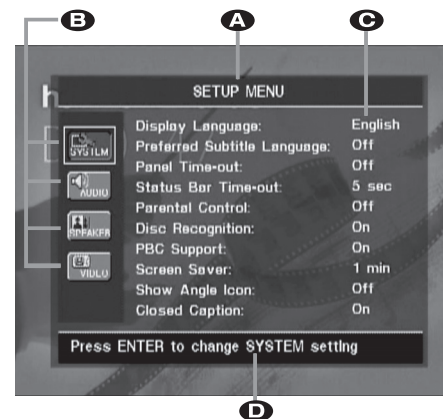 B A C
h
SETUP MENU
Display Language: English
Preferred Subtitle Language: Off
Panel Time-out: Off
Status Bar Time-out: 5 sec
Parental Control: Off
Disc Recognition: On
PBC Support: On
Screen Saver: 1 min
Show Angle Icon: Off
Closed Caption: On
SYSTEM
AUDIO
SPEAKER
VIDEO
Press ENTER to change SYSTEM setting
D